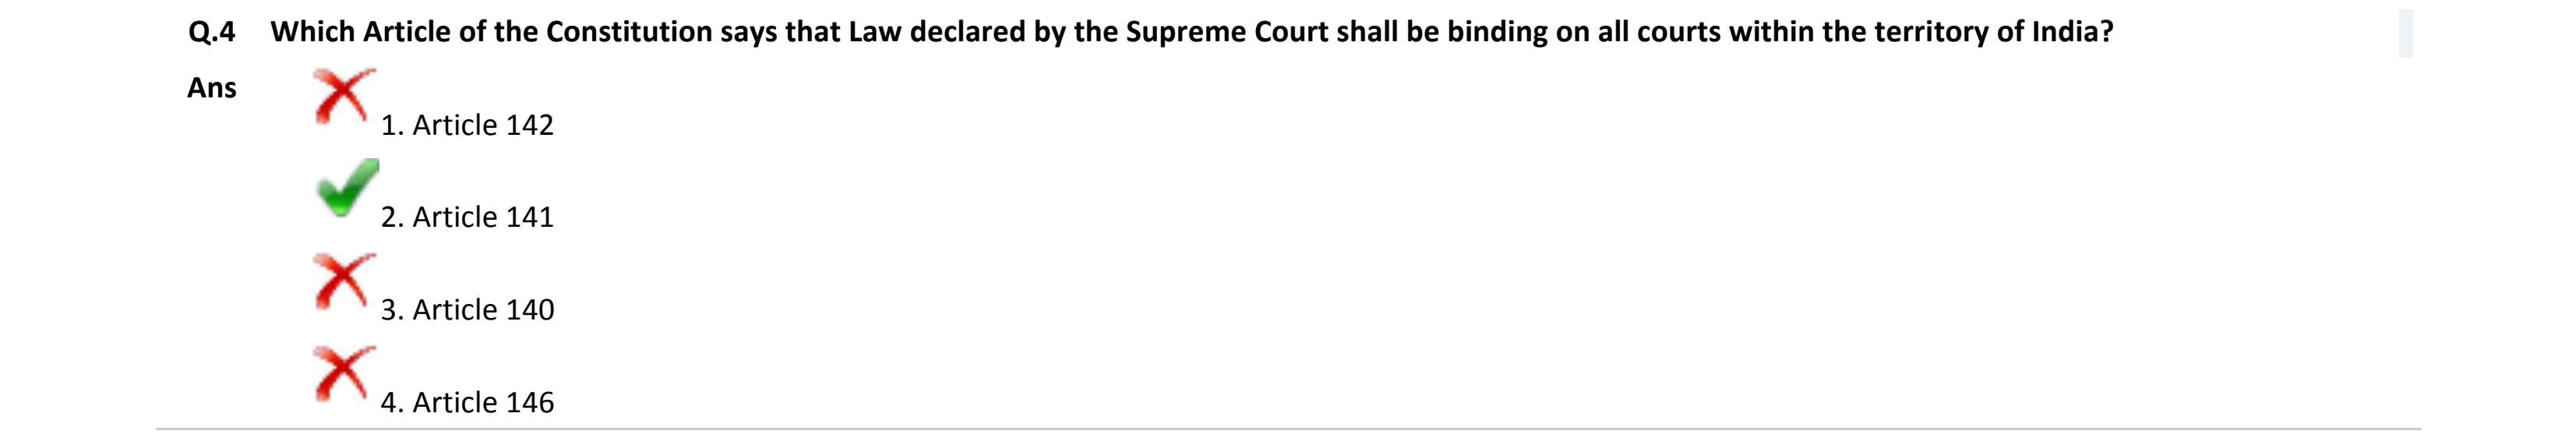 Q.4 Which Article of the Constitution says that Law declared by the Supreme Court shall be binding on all courts within the territory of India?
Ans
1. Article 142
2. Article 141
3. Article 140
4. Article 146